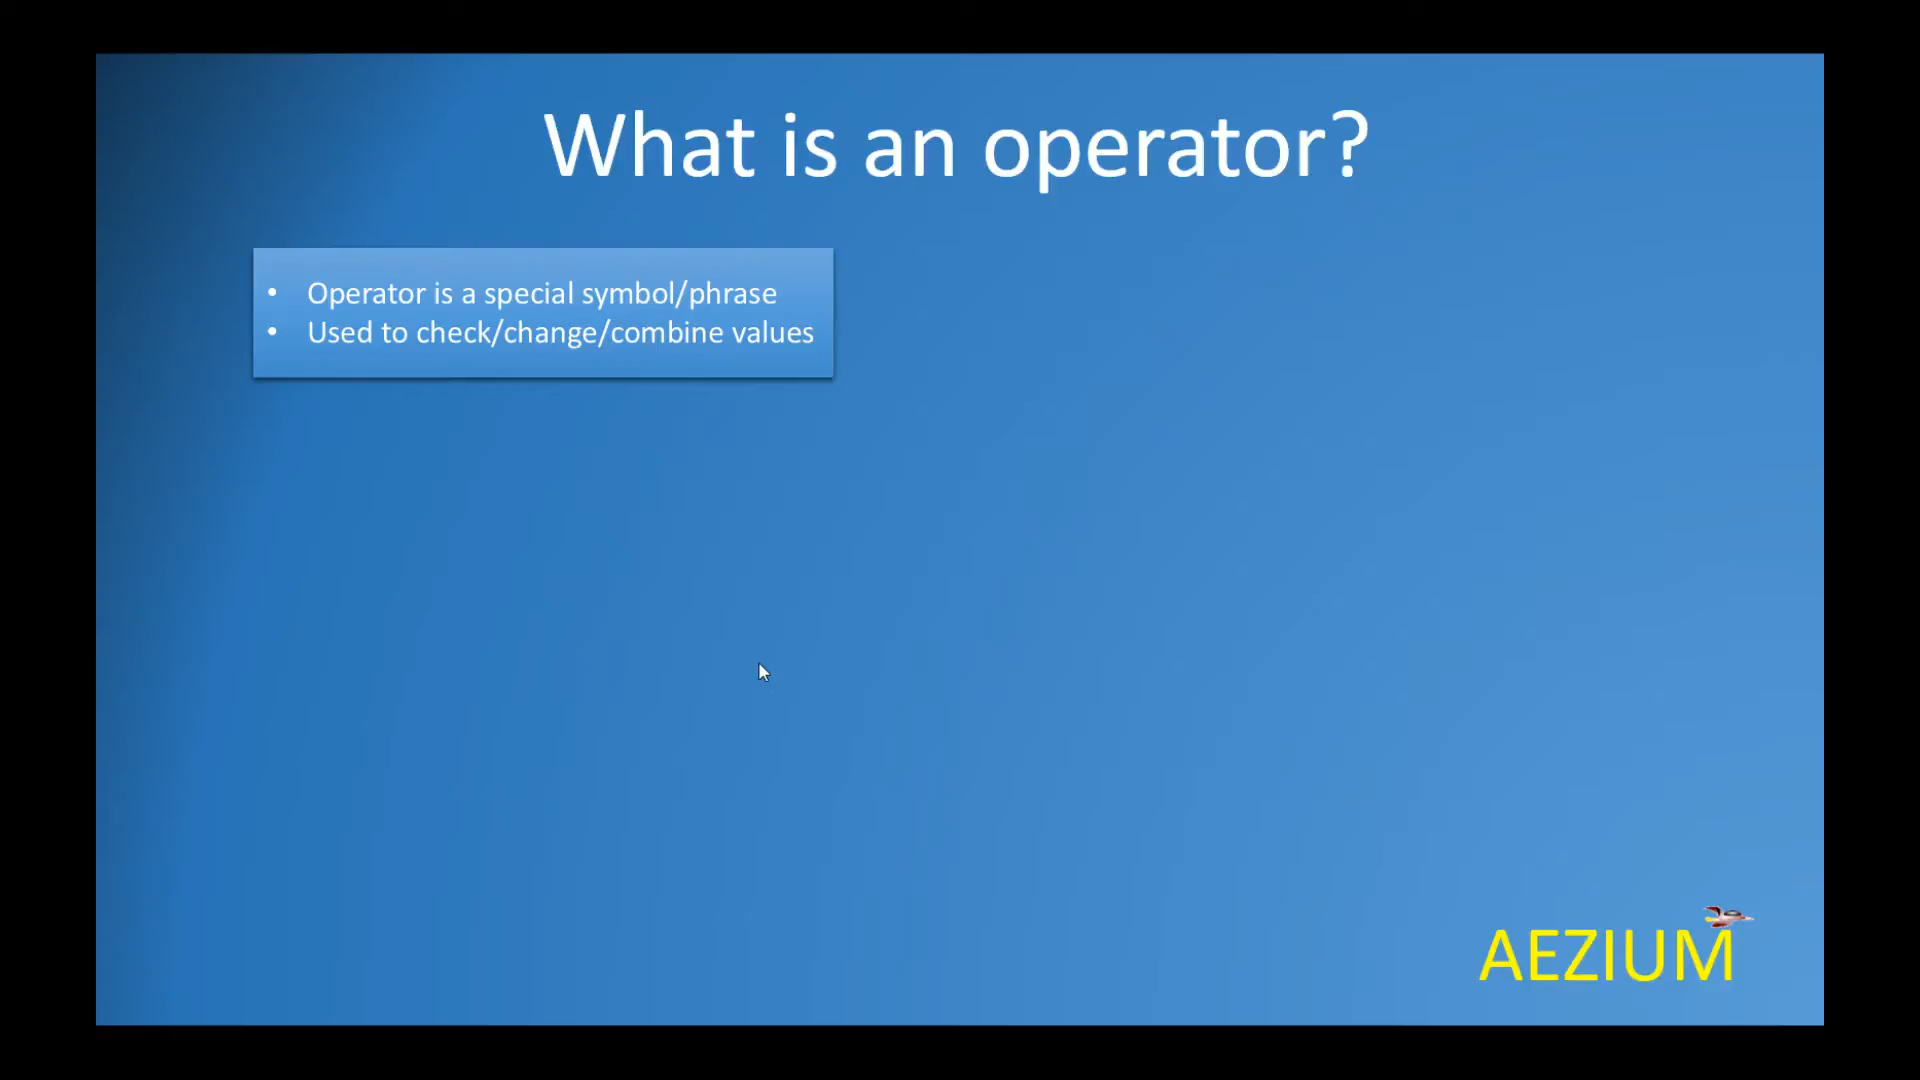 What is an operator?
• Operator is a special symbol/phrase
• Used to check/change/combine values
AEZIUM